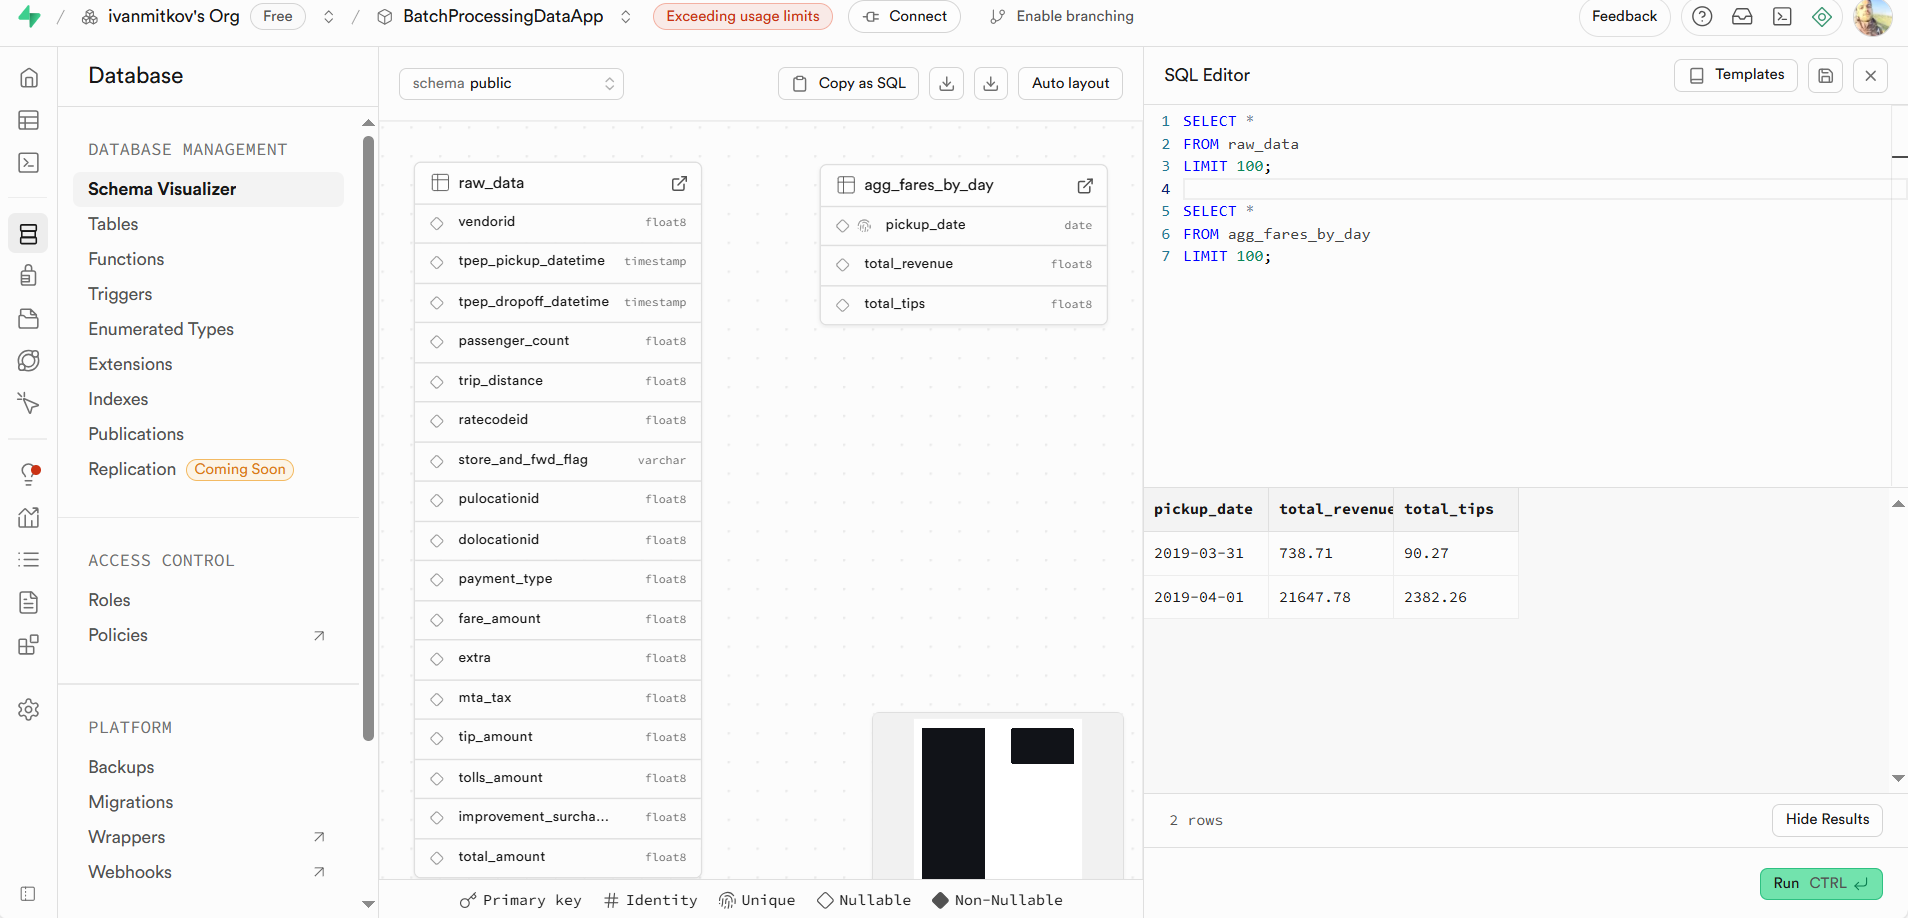 / ivanmitkov's Org Free / BatchProcessingDataApp Exceeding usage limits Connect Enable branching Feedback
Database
DATABASE MANAGEMENT
Schema Visualizer
Tables
Functions
Triggers
Enumerated Types
Extensions
Indexes
Publications
Replication Coming Soon
ACCESS CONTROL
Roles
Policies
PLATFORM
Backups
Migrations
Wrappers
Webhooks
schema public Copy as SQL Auto layout
raw_data
vendorid float8
tpep_pickup_datetime timestamp
tpep_dropoff_datetime timestamp
passenger_count float8
trip_distance float8
ratecodeid float8
store_and_fwd_flag varchar
pulocationid float8
dolocationid float8
payment_type float8
fare_amount float8
extra float8
mta_tax float8
tip_amount float8
tolls_amount float8
improvement_surcha... float8
total_amount float8
agg_fares_by_day
pickup_date date
total_revenue float8
total_tips float8
Primary key # Identity Unique Nullable Non-Nullable
SQL Editor Templates
1 SELECT *
2 FROM raw_data
3 LIMIT 100;
4
5 SELECT *
6 FROM agg_fares_by_day
7 LIMIT 100;
pickup_date total_revenue total_tips
2019-03-31 738.71 90.27
2019-04-01 21647.78 2382.26
2 rows Hide Results
Run CTRL